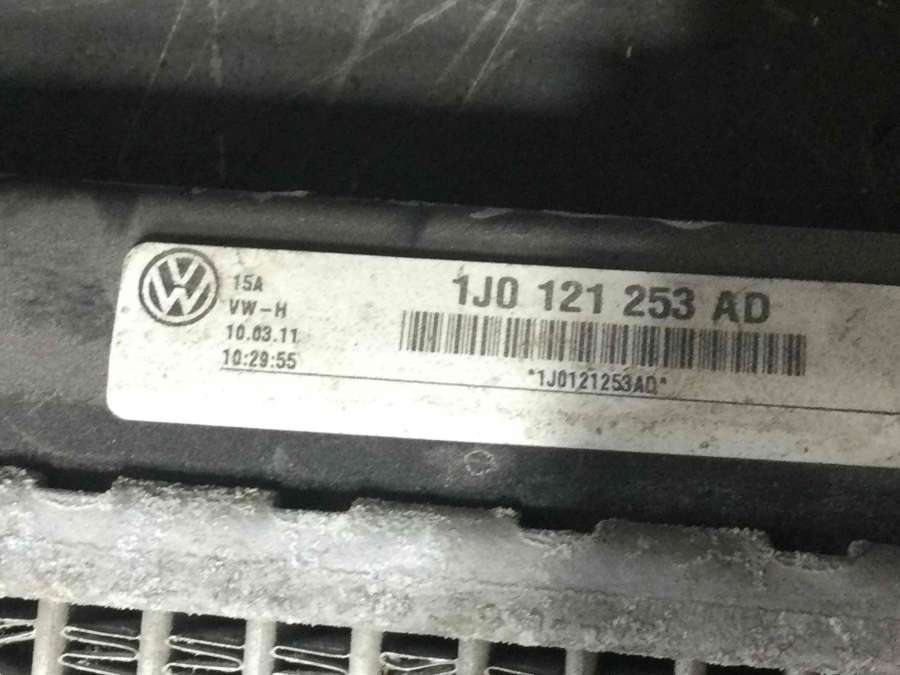 15A
VW-H
10.03.11
10:29:55
1J0 121 253 AD
*1J0121253AD*